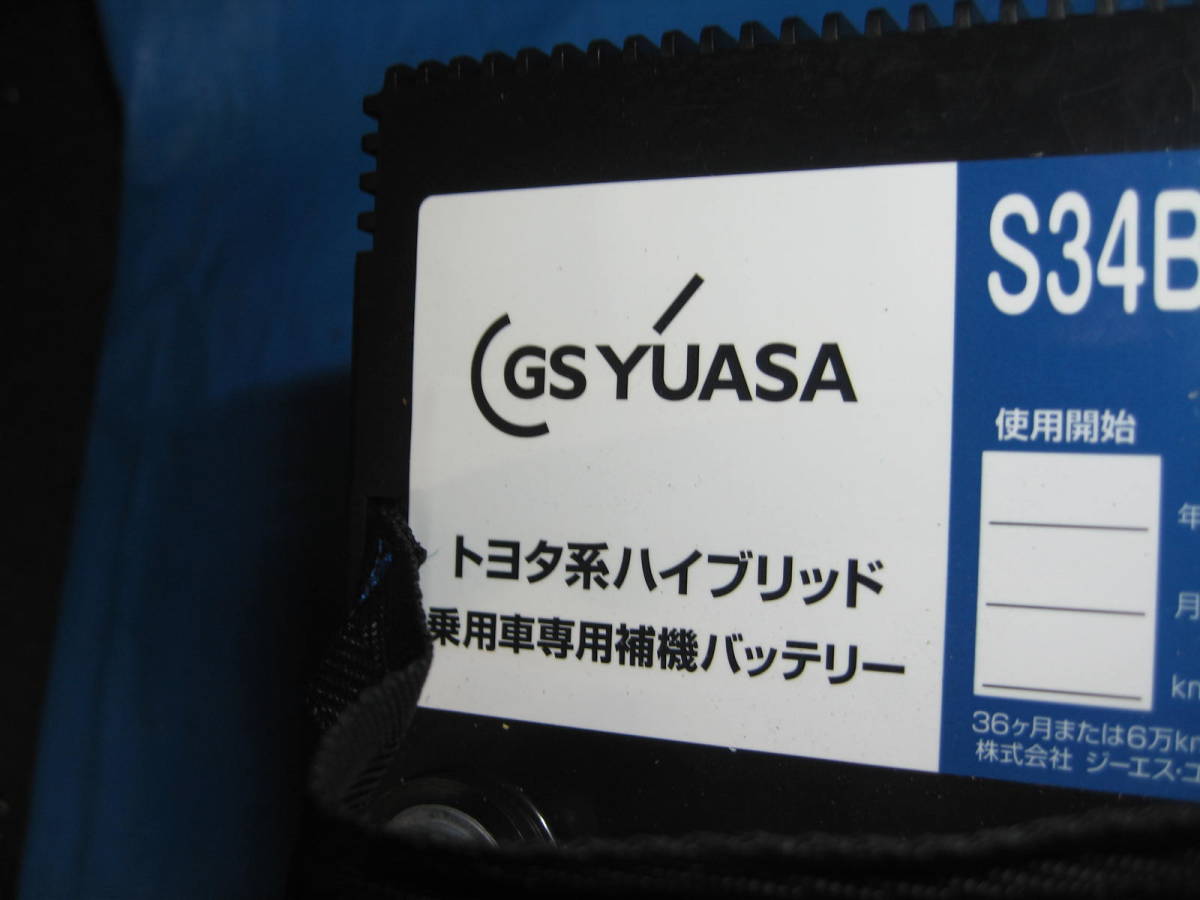 GS YUASA
トヨタ系ハイブリッド
乗用車専用補機バッテリー
S34B
使用開始
年
月
km
36ヶ月または6万km
株式会社 ジーエス・ユ